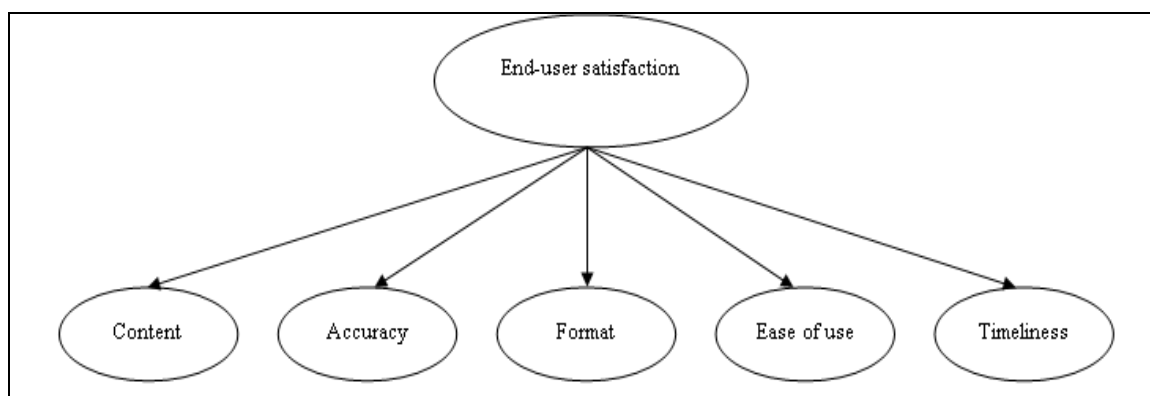 End-user satisfaction
Content
Accuracy
Format
Ease of use
Timeliness